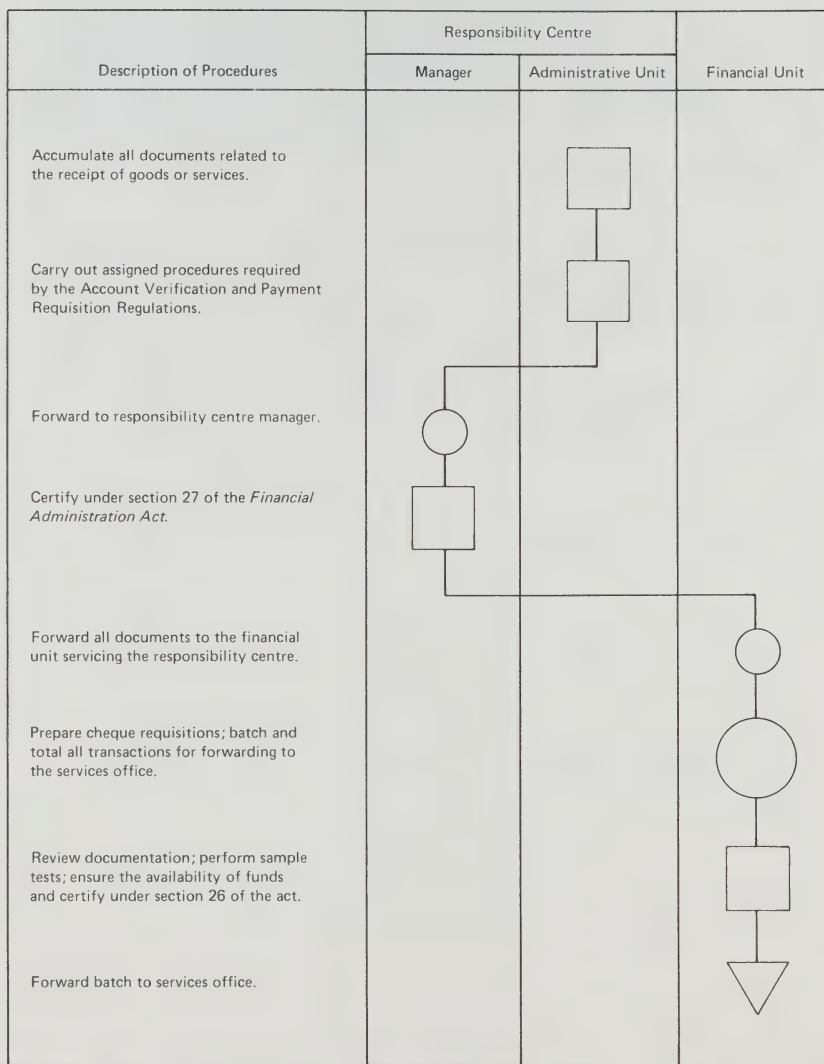 Responsibility Centre
Description of Procedures
Manager
Administrative Unit
Financial Unit
Accumulate all documents related to
the receipt of goods or services.
Carry out assigned procedures required
by the Account Verification and Payment
Requisition Regulations.
Forward to responsibility centre manager.
Certify under section 27 of the Financial
Administration Act.
Forward all documents to the financial
unit servicing the responsibility centre.
Prepare cheque requisitions; batch and
total all transactions for forwarding to
the services office.
Review documentation; perform sample
tests; ensure the availability of funds
and certify under section 26 of the act.
Forward batch to services office.